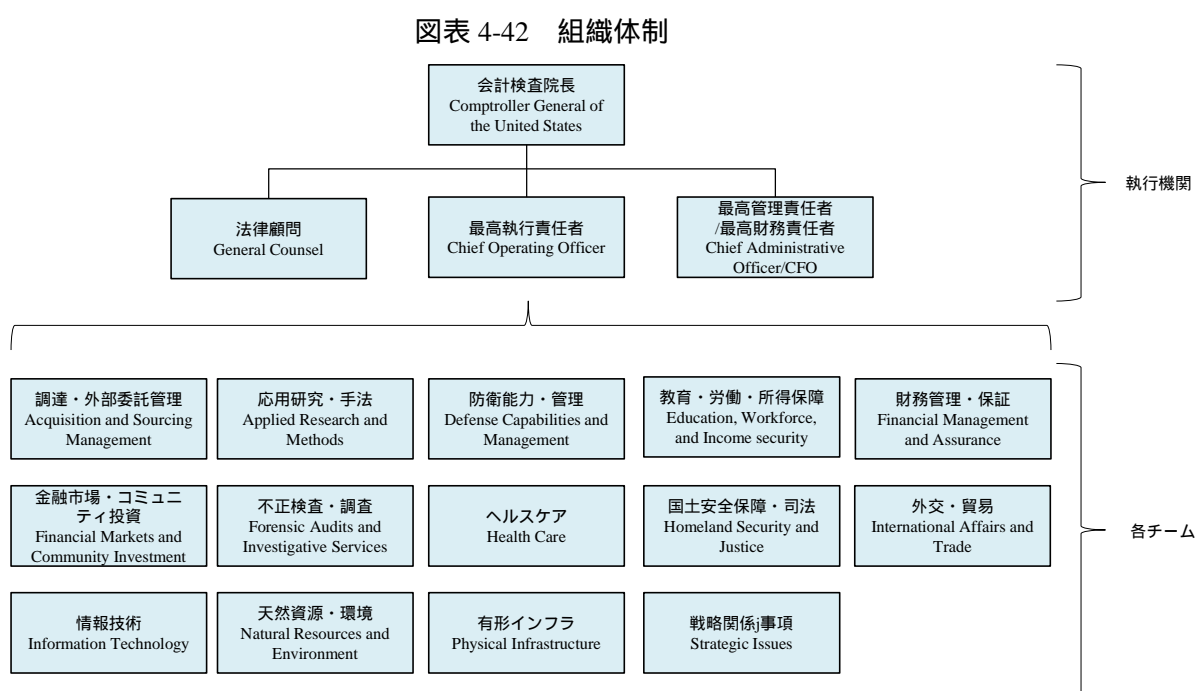 図表 4-42　組織体制
会計検査院長
Comptroller General of
the United States
執行機関
法律顧問
General Counsel
最高執行責任者
Chief Operating Officer
最高管理責任者
/最高財務責任者
Chief Administrative
Officer/CFO
調達・外部委託管理
Acquisition and Sourcing
Management
応用研究・手法
Applied Research and
Methods
防衛能力・管理
Defense Capabilities and
Management
教育・労働・所得保障
Education, Workforce,
and Income security
財務管理・保証
Financial Management
and Assurance
金融市場・コミュニ
ティ投資
Financial Markets and
Community Investment
不正検査・調査
Forensic Audits and
Investigative Services
ヘルスケア
Health Care
国土安全保障・司法
Homeland Security and
Justice
外交・貿易
International Affairs and
Trade
各チーム
情報技術
Information Technology
天然資源・環境
Natural Resources and
Environment
有形インフラ
Physical Infrastructure
戦略関係j事項
Strategic Issues